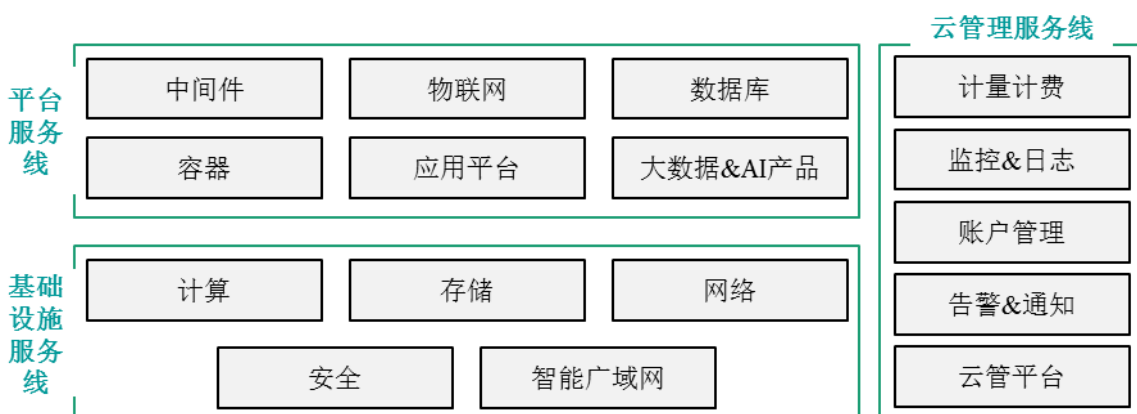 云管理服务线
平台
服务
线
中间件
物联网
数据库
容器
应用平台
大数据&AI产品
基础
设施
服务
线
计算
存储
网络
安全
智能广域网
计量计费
监控&日志
账户管理
告警&通知
云管平台